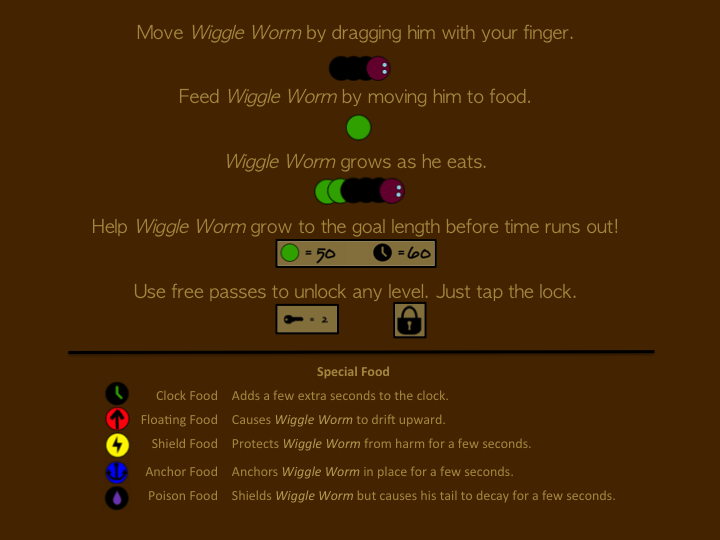 Move Wiggle Worm by dragging him with your finger.
Feed Wiggle Worm by moving him to food.
Wiggle Worm grows as he eats.
Help Wiggle Worm grow to the goal length before time runs out!
= 50 = 60
Use free passes to unlock any level. Just tap the lock.
= 2
Special Food
Clock Food Adds a few extra seconds to the clock.
Floating Food Causes Wiggle Worm to drift upward.
Shield Food Protects Wiggle Worm from harm for a few seconds.
Anchor Food Anchors Wiggle Worm in place for a few seconds.
Poison Food Shields Wiggle Worm but causes his tail to decay for a few seconds.